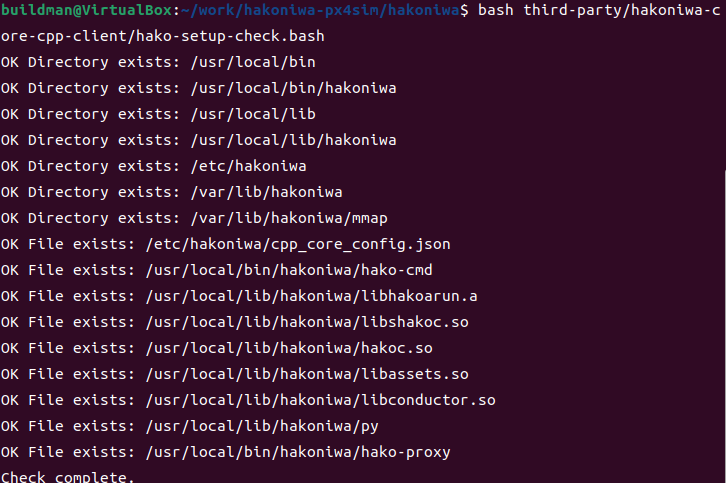 buildman@VirtualBox:~/work/hakoniwa-px4sim/hakoniwa$ bash third-party/hakoniwa-c
ore-cpp-client/hako-setup-check.bash
OK Directory exists: /usr/local/bin
OK Directory exists: /usr/local/bin/hakoniwa
OK Directory exists: /usr/local/lib
OK Directory exists: /usr/local/lib/hakoniwa
OK Directory exists: /etc/hakoniwa
OK Directory exists: /var/lib/hakoniwa
OK Directory exists: /var/lib/hakoniwa/mmap
OK File exists: /etc/hakoniwa/cpp_core_config.json
OK File exists: /usr/local/bin/hakoniwa/hako-cmd
OK File exists: /usr/local/lib/hakoniwa/libhakoarun.a
OK File exists: /usr/local/lib/hakoniwa/libshakoc.so
OK File exists: /usr/local/lib/hakoniwa/hakoc.so
OK File exists: /usr/local/lib/hakoniwa/libassets.so
OK File exists: /usr/local/lib/hakoniwa/libconductor.so
OK File exists: /usr/local/lib/hakoniwa/py
OK File exists: /usr/local/bin/hakoniwa/hako-proxy
Check complete.